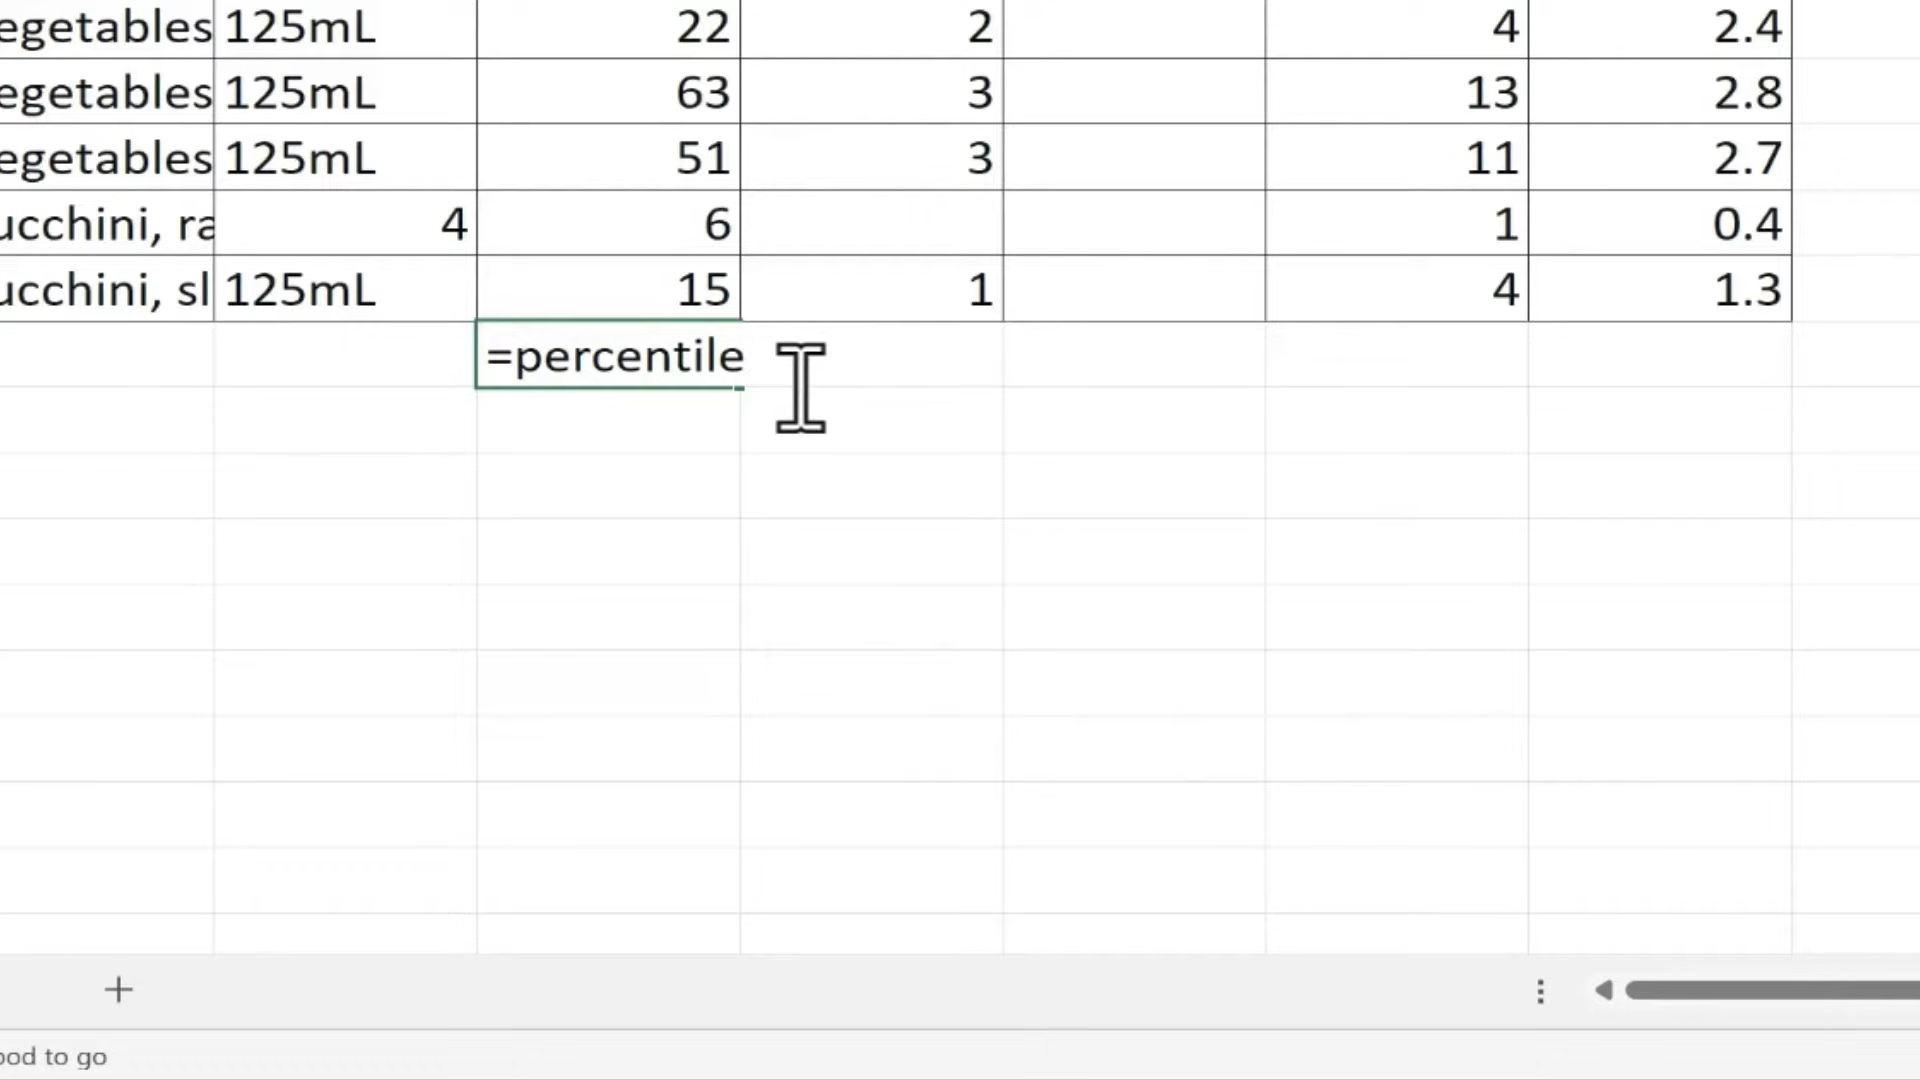 egetables 125mL 22 2 4 2.4
egetables 125mL 63 3 13 2.8
egetables 125mL 51 3 11 2.7
ucchini, ra 4 6 1 0.4
ucchini, sl 125mL 15 1 4 1.3
=percentile
ood to go